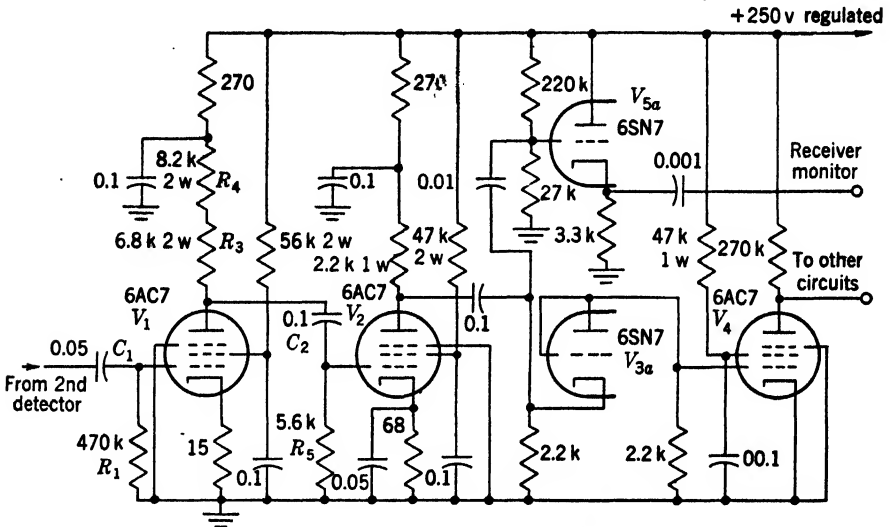 +250 v regulated
270
270
220 k
V5a
6SN7
8.2 k
2 w
R4
0.1
0.1
0.01
27 k
0.001
Receiver
monitor
6.8 k 2 w
R3
56 k 2 w
2.2 k 1 w
47 k
2 w
3.3 k
47 k
1 w
270 k
To other
circuits
6AC7
V1
0.1
C2
6AC7
V2
0.1
6SN7
V3a
6AC7
V4
0.05
C1
From 2nd
detector
470 k
R1
15
0.1
5.6 k
R5
0.05
68
0.1
2.2 k
2.2 k
00.1